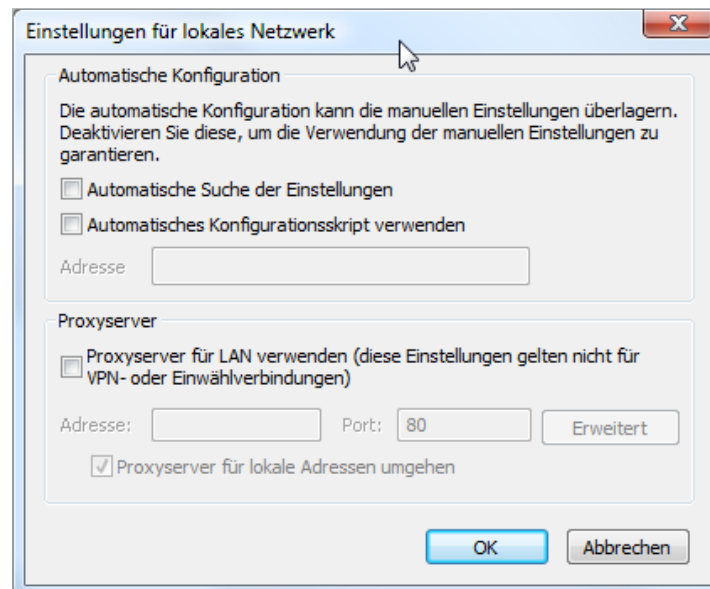 Einstellungen für lokales Netzwerk
Automatische Konfiguration
Die automatische Konfiguration kann die manuellen Einstellungen überlagern.
Deaktivieren Sie diese, um die Verwendung der manuellen Einstellungen zu
garantieren.
Automatische Suche der Einstellungen
Automatisches Konfigurationsskript verwenden
Adresse
Proxyserver
Proxyserver für LAN verwenden (diese Einstellungen gelten nicht für
VPN- oder Einwählverbindungen)
Adresse: Port: 80 Erweitert
Proxyserver für lokale Adressen umgehen
OK Abbrechen